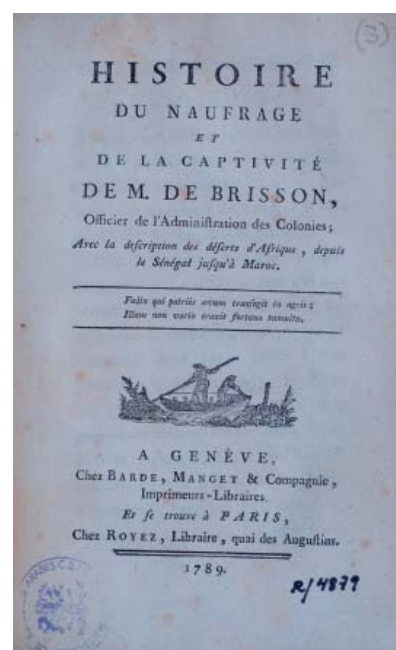 (3)
HISTOIRE
DU NAUFRAGE
ET
DE LA CAPTIVITÉ
DE M. DE BRISSON,
Officier de l'Adminiſtration des Colonies;
Avec la deſcription des déſerts d'Afrique, depuis
le Sénégal juſqu'à Maroc.
Felix qui patriis ævum tranſegit in agris;
Illum non vario traxit fortuna tumultu.
A GENÈVE,
Chez BARDE, MANGET & Compagnie,
Imprimeurs-Libraires.
Et ſe trouve à PARIS,
Chez ROYEZ, Libraire, quai des Auguſtins.
1789.
R/4879